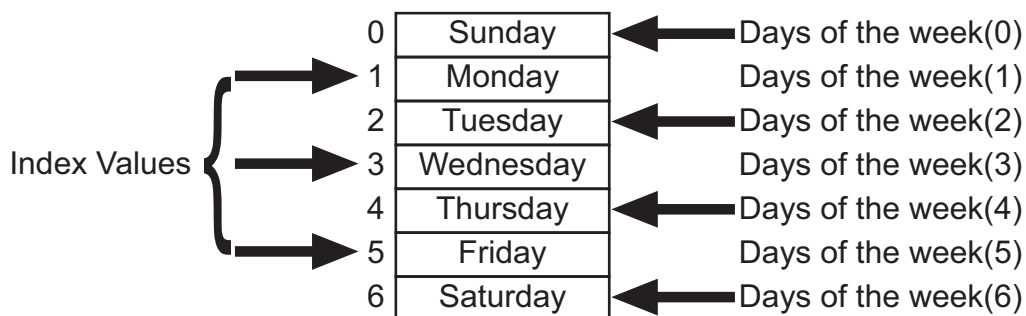 0 Sunday Days of the week(0)
1 Monday Days of the week(1)
2 Tuesday Days of the week(2)
Index Values 3 Wednesday Days of the week(3)
4 Thursday Days of the week(4)
5 Friday Days of the week(5)
6 Saturday Days of the week(6)